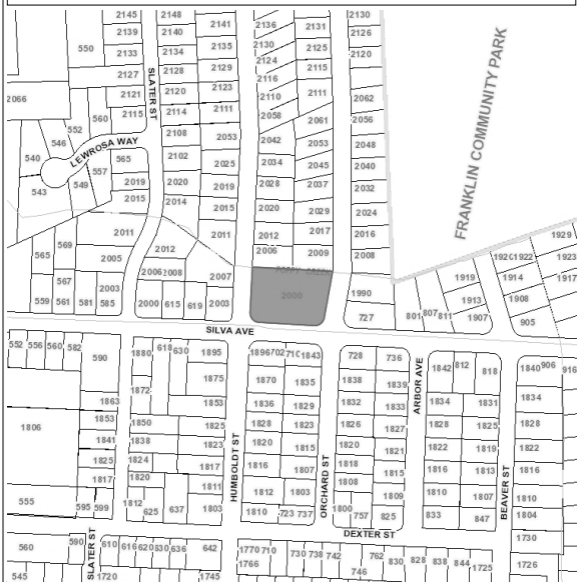 2145 2148 2141 2136 2131 2130
2139 2140 2126
550 2133 2134 2135 2130 2125 2120
2127 2128 2129 2124 2115
2116
2066 2121 2120 2123 2110 2111 2062
2115 2114 2111 2058 2061 2056
SLATER ST
560 552 546 2108 2053 2042 2053 2048
LEWROSA WAY
540 565 2102 2025 2034 2045 2040
543 549 557 2019 2020 2019 2028 2037 2032
2015 2014 2015 2020 2029 2024
FRANKLIN COMMUNITY PARK
2011 2012 2011 2012 2017 2016
565 569 2005 2006 2009 2008
567 2003 2006 2008 2007 2000
559 561 581 585 2000 615 619 2003
1990 727
801 807 811 1907 1913 1919
1922 1914 1908 905 1929 1923 1917
SILVA AVE
552 556 560 582 590 1880 618 630 1895 1896 702 710 1843 728 736 1842 812 818 1840 906 916
1872 1875 1870 1835 1838 1839
ARBOR AVE
1863 1853 1836 1829 1832 1833 1834 1831 1834
1806 1853 1850 1825 1828 1823 1826 1827 1828 1825 1828
1841 1838 1823 1820 1815 1820 1821 1822 1819 1822
1825 1824 1817 1816 1807 1818 1815 1816 1813 1816
1817 1820 1811 1812 1803 1808 1809 1810 1807 1810
555 595 599 1812 625 637 1803 1810 723 737 1800 757 825 833 847 1804
HUMBOLDT ST
ORCHARD ST
BEAVER ST
DEXTER ST
1730
560 590 610 616 620 630 636 642 1770 710 730 738 742 762 830 828 838 844 1725 1726
SLATER ST
545 1720 1745 1766 746